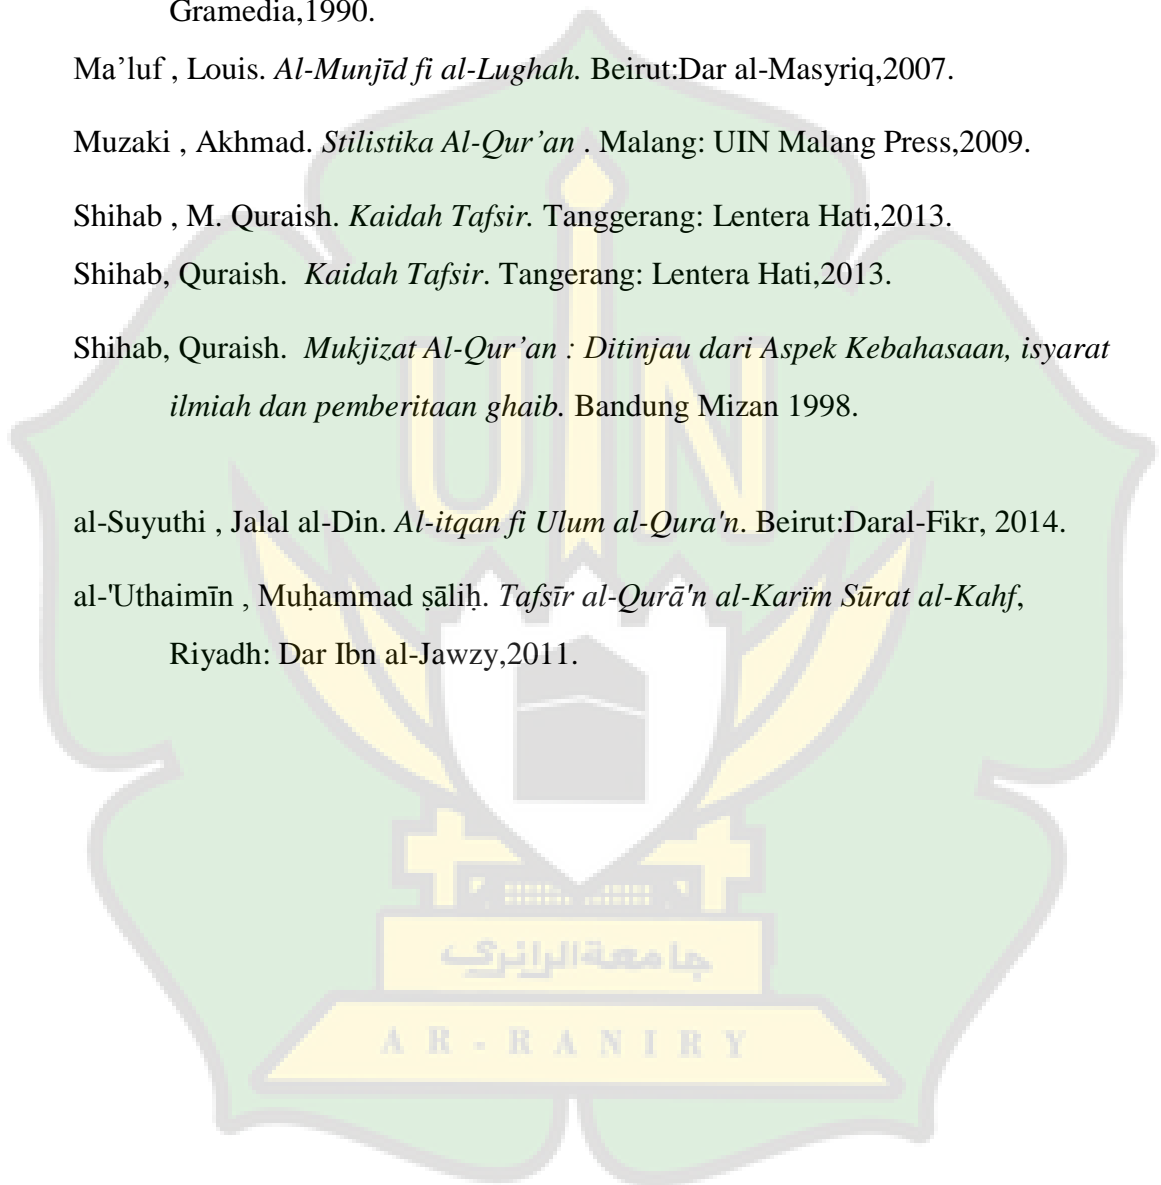 Gramedia,1990.
Ma’luf , Louis. Al-Munjīd fi al-Lughah. Beirut:Dar al-Masyriq,2007.
Muzaki , Akhmad. Stilistika Al-Qur’an . Malang: UIN Malang Press,2009.
Shihab , M. Quraish. Kaidah Tafsir. Tanggerang: Lentera Hati,2013.
Shihab, Quraish.  Kaidah Tafsir. Tangerang: Lentera Hati,2013.
Shihab, Quraish.  Mukjizat Al-Qur’an : Ditinjau dari Aspek Kebahasaan, isyarat
ilmiah dan pemberitaan ghaib. Bandung Mizan 1998.
al-Suyuthi , Jalal al-Din. Al-itqan fi Ulum al-Qura'n. Beirut:Daral-Fikr, 2014.
al-'Uthaimīn , Muḥammad ṣāliḥ. Tafsīr al-Qurā'n al-Karïm Sūrat al-Kahf,
Riyadh: Dar Ibn al-Jawzy,2011.
UIN
جامعة الرانري
AR-RANIRY